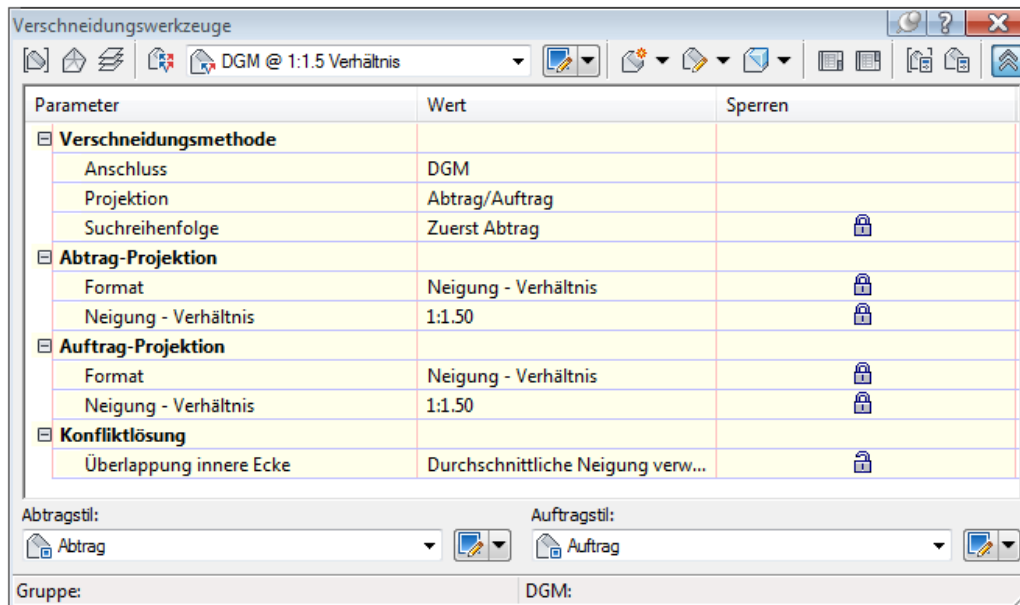 Verschneidungswerkzeuge
DGM @ 1:1.5 Verhältnis
Parameter Wert Sperren
Verschneidungsmethode
Anschluss DGM
Projektion Abtrag/Auftrag
Suchreihenfolge Zuerst Abtrag
Abtrag-Projektion
Format Neigung - Verhältnis
Neigung - Verhältnis 1:1.50
Auftrag-Projektion
Format Neigung - Verhältnis
Neigung - Verhältnis 1:1.50
Konfliktlösung
Überlappung innere Ecke Durchschnittliche Neigung verw...
Abtragstil: Auftragstil:
Abtrag Auftrag
Gruppe: DGM: